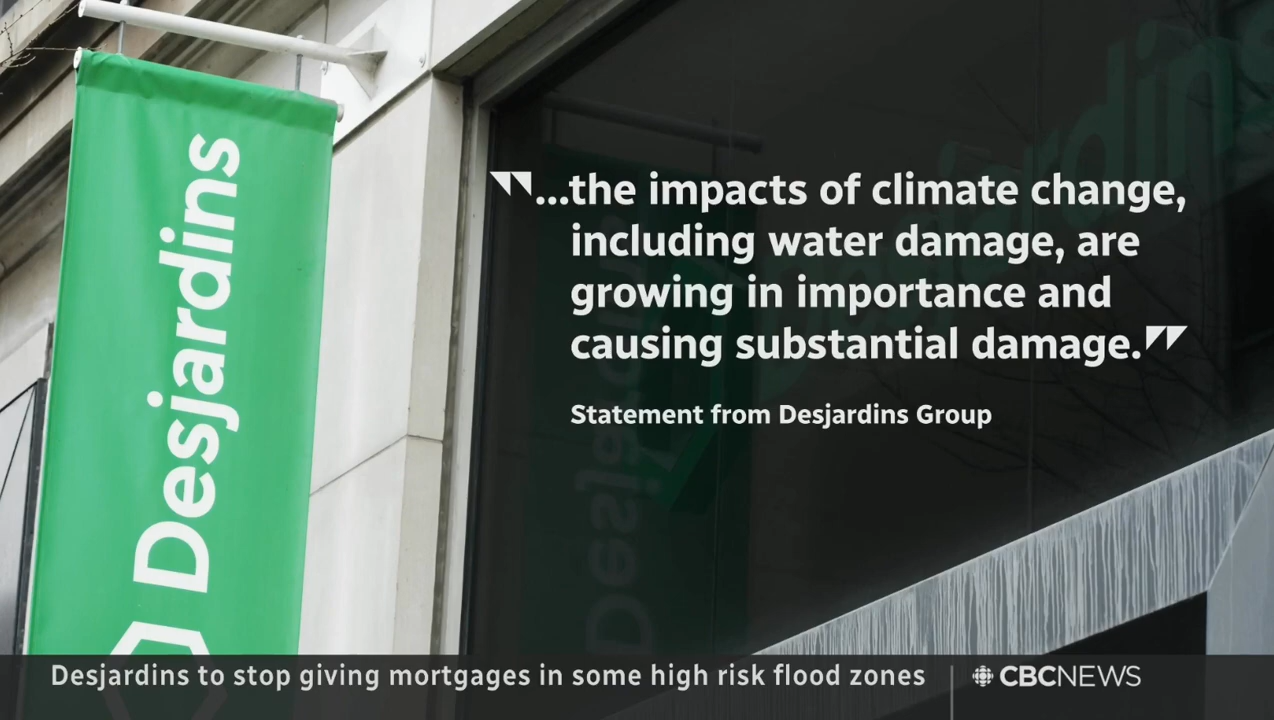 Desjardins
❝...the impacts of climate change,
including water damage, are
growing in importance and
causing substantial damage.❞
Statement from Desjardins Group
Desjardins to stop giving mortgages in some high risk flood zones
CBCNEWS